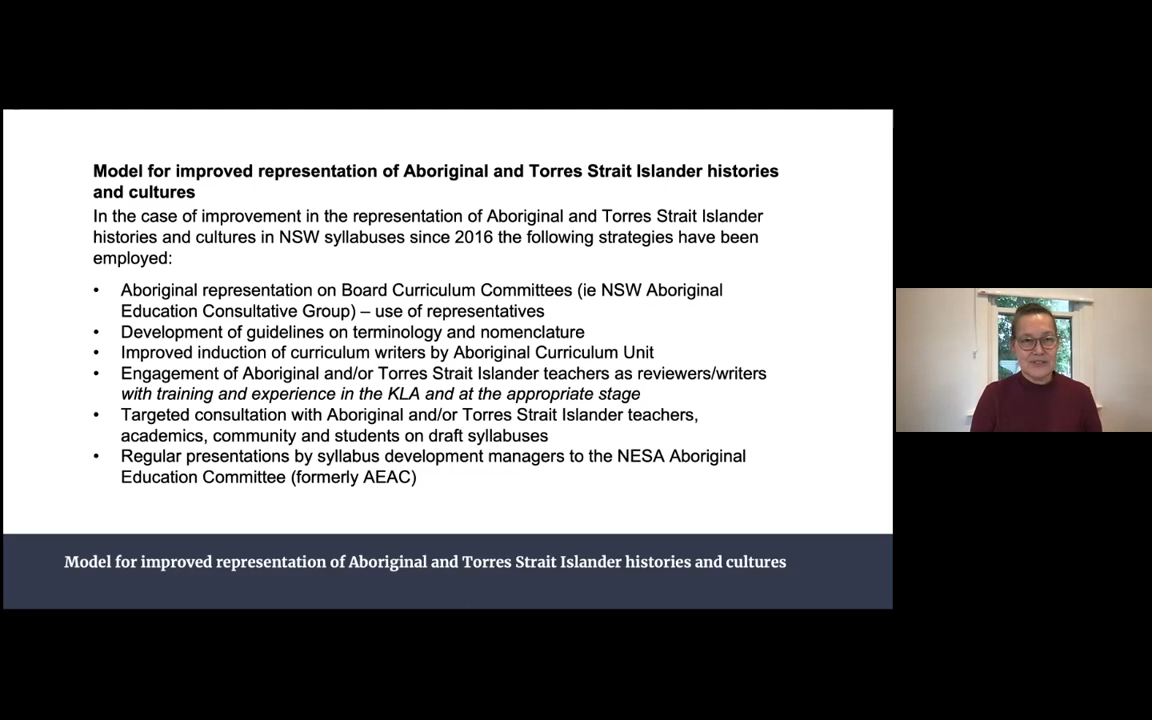 Model for improved representation of Aboriginal and Torres Strait Islander histories
and cultures
In the case of improvement in the representation of Aboriginal and Torres Strait Islander
histories and cultures in NSW syllabuses since 2016 the following strategies have been
employed:
• Aboriginal representation on Board Curriculum Committees (ie NSW Aboriginal
Education Consultative Group) – use of representatives
• Development of guidelines on terminology and nomenclature
• Improved induction of curriculum writers by Aboriginal Curriculum Unit
• Engagement of Aboriginal and/or Torres Strait Islander teachers as reviewers/writers
with training and experience in the KLA and at the appropriate stage
• Targeted consultation with Aboriginal and/or Torres Strait Islander teachers,
academics, community and students on draft syllabuses
• Regular presentations by syllabus development managers to the NESA Aboriginal
Education Committee (formerly AEAC)
Model for improved representation of Aboriginal and Torres Strait Islander histories and cultures